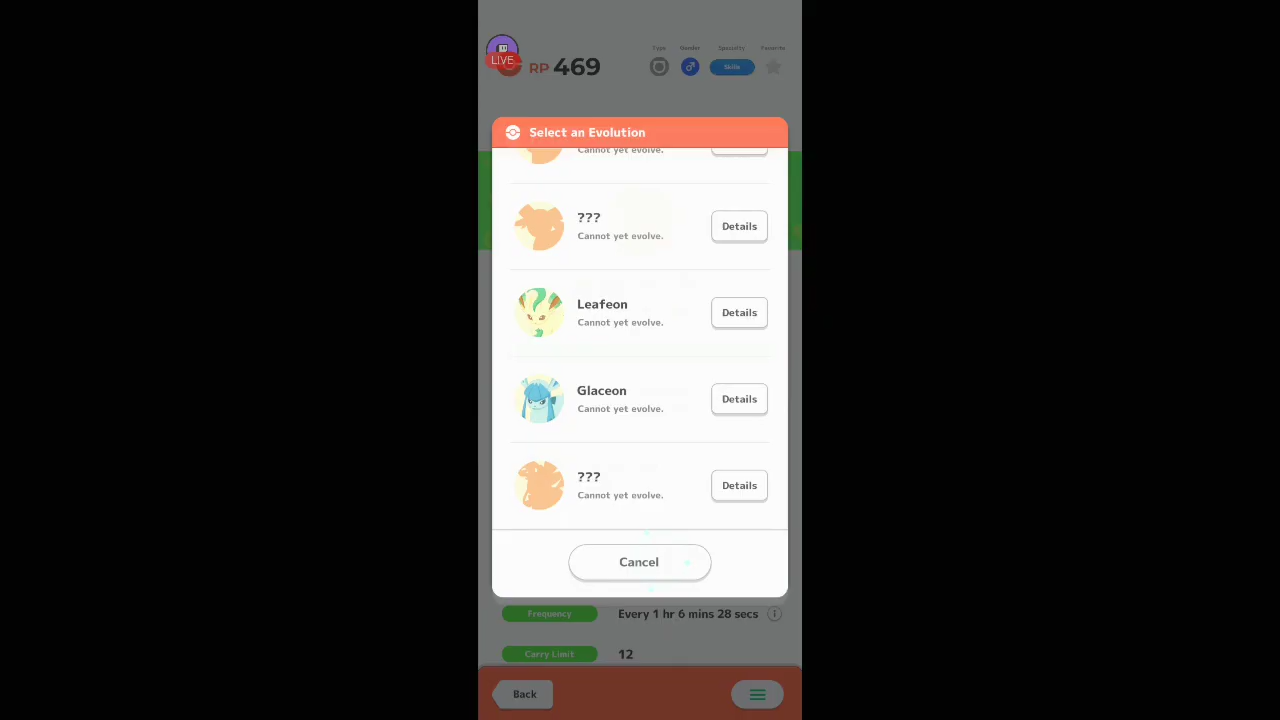 Type Gender Specialty Favorite
LIVE
RP 469
Skills
Select an Evolution
Cannot yet evolve.
???
Cannot yet evolve.
Details
Leafeon
Cannot yet evolve.
Details
Glaceon
Cannot yet evolve.
Details
???
Cannot yet evolve.
Details
Cancel
Frequency
Every 1 hr 6 mins 28 secs
Carry Limit
12
Back